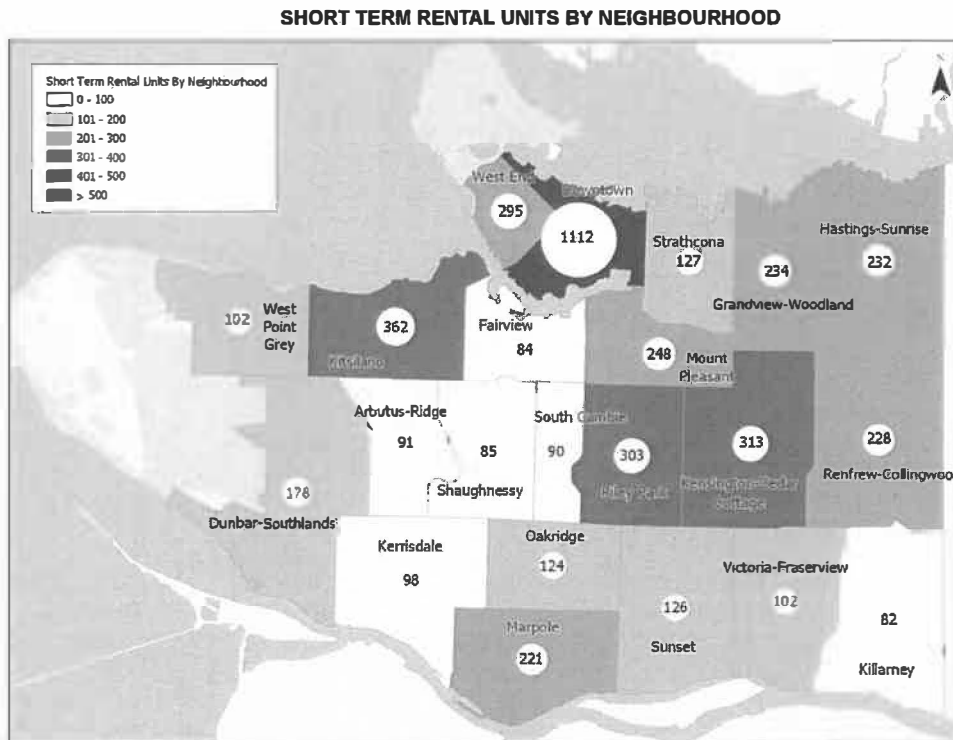 SHORT TERM RENTAL UNITS BY NEIGHBOURHOOD
Short Term Rental Units By Neighbourhood
0 - 100
101 - 200
201 - 300
301 - 400
401 - 500
> 500
West End
295
Downtown
1112
Strathcona
127
234
Grandview-Woodland
Hastings-Sunrise
232
102
West
Point
Grey
362
Kitsilano
Fairview
84
248
Mount
Pleasant
Arbutus-Ridge
91
85
Shaughnessy
South Cambie
90
303
Riley Park
313
Kensington-Cedar
Cottage
228
Renfrew-Collingwood
178
Dunbar-Southlands
Kerrisdale
98
Oakridge
124
Marpole
221
126
Sunset
Victoria-Fraserview
102
82
Killarney